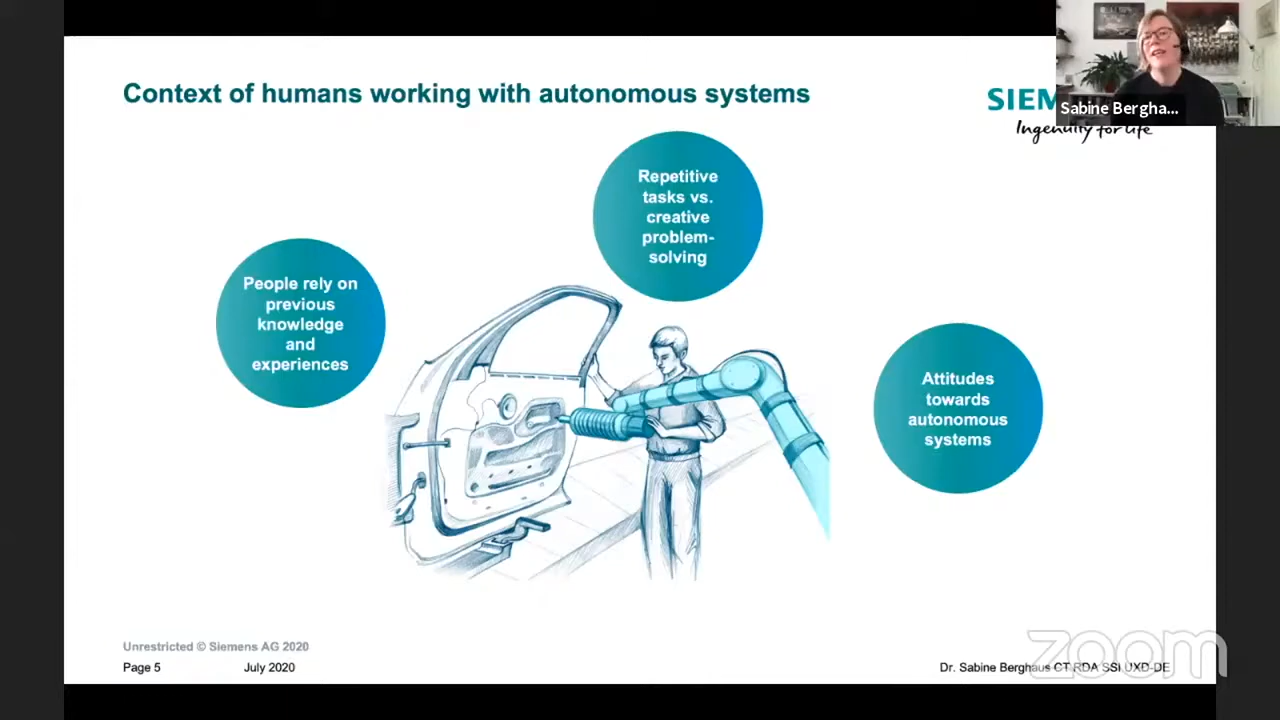 Context of humans working with autonomous systems
SIEM
Ingenuity for life
Sabine Bergha...
Repetitive
tasks vs.
creative
problem-
solving
People rely on
previous
knowledge
and
experiences
Attitudes
towards
autonomous
systems
Unrestricted © Siemens AG 2020
Page 5
July 2020
Dr. Sabine Berghaus CT RDA SSI UXD-DE
zoom